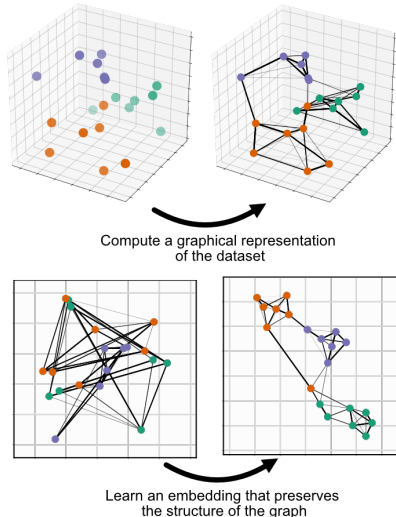 Compute a graphical representation
of the dataset
Learn an embedding that preserves
the structure of the graph